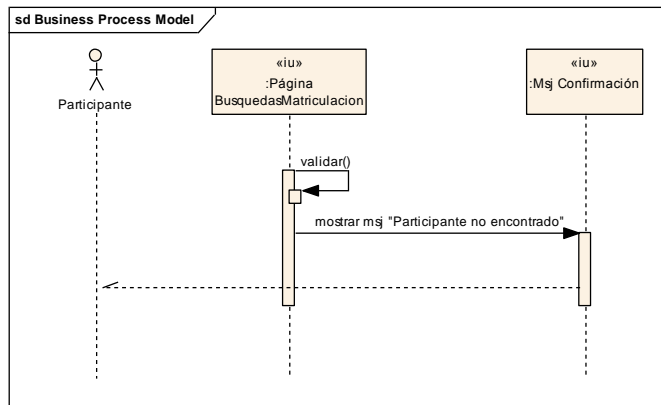 sd Business Process Model
Participante
«iu»
:Página
BusquedasMatriculacion
«iu»
:Msj Confirmación
validar()
mostrar msj "Participante no encontrado"